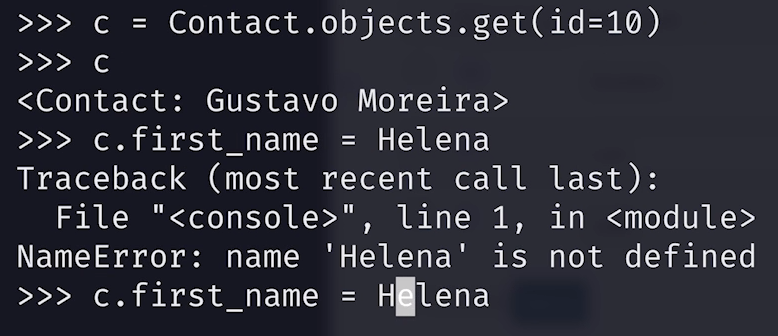 >>> c = Contact.objects.get(id=10)
>>> c
<Contact: Gustavo Moreira>
>>> c.first_name = Helena
Traceback (most recent call last):
  File "<console>", line 1, in <module>
NameError: name 'Helena' is not defined
>>> c.first_name = Helena